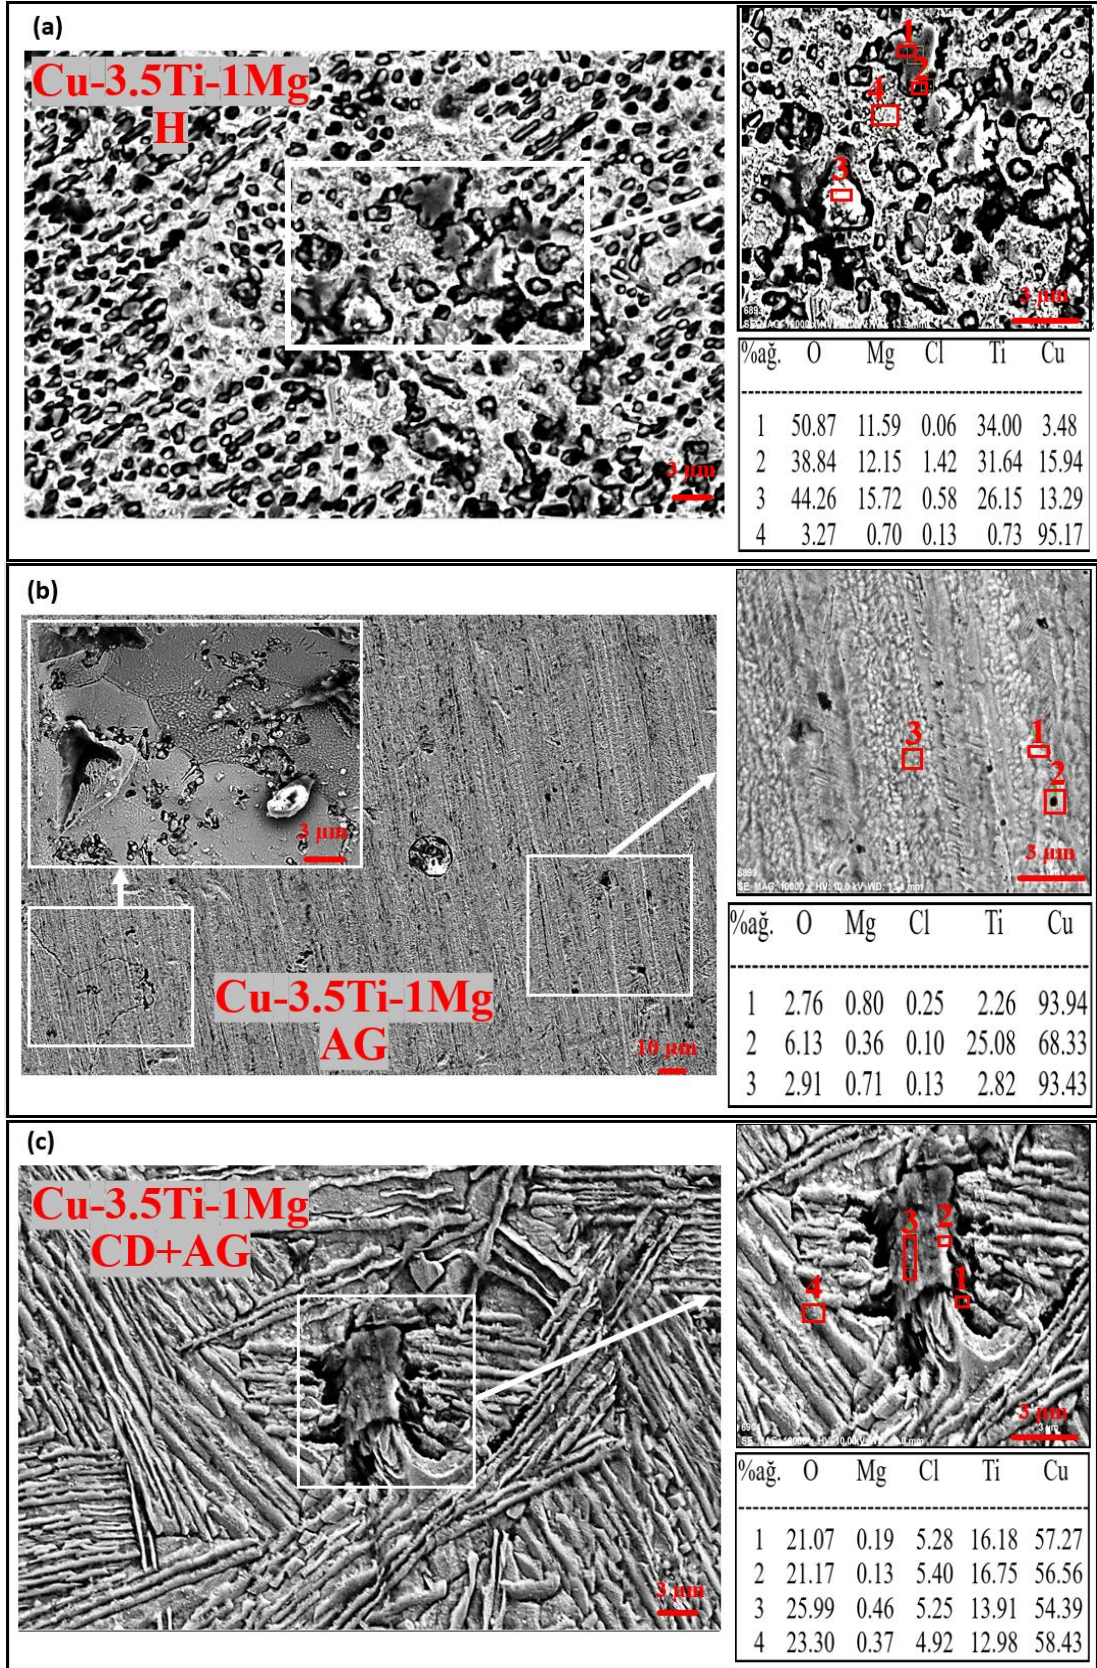 (a)
Cu-3.5Ti-1Mg
H
1
2
4
3
3 µm
3 µm
%ağ. O Mg Cl Ti Cu
1 50.87 11.59 0.06 34.00 3.48
2 38.84 12.15 1.42 31.64 15.94
3 44.26 15.72 0.58 26.15 13.29
4 3.27 0.70 0.13 0.73 95.17
(b)
3 µm
Cu-3.5Ti-1Mg
AG
10 µm
3
1
2
3 µm
SE MAG: 10000 x HV: 10.0 kV WD:
%ağ. O Mg Cl Ti Cu
1 2.76 0.80 0.25 2.26 93.94
2 6.13 0.36 0.10 25.08 68.33
3 2.91 0.71 0.13 2.82 93.43
(c)
Cu-3.5Ti-1Mg
CD+AG
3 µm
3
2
1
4
3 µm
%ağ. O Mg Cl Ti Cu
1 21.07 0.19 5.28 16.18 57.27
2 21.17 0.13 5.40 16.75 56.56
3 25.99 0.46 5.25 13.91 54.39
4 23.30 0.37 4.92 12.98 58.43